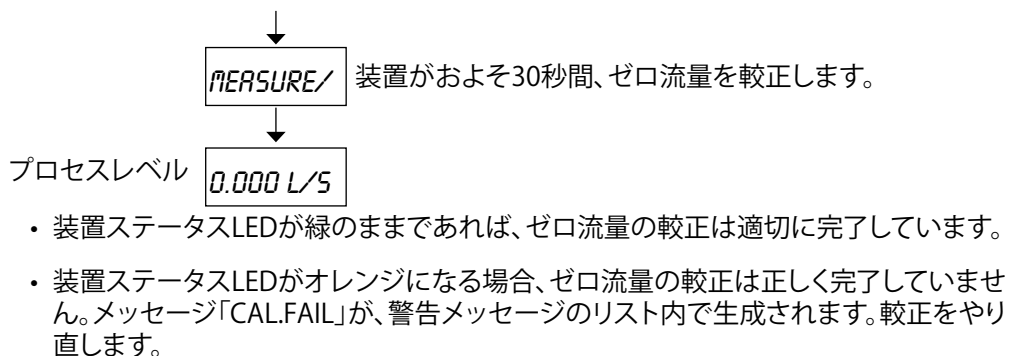 MEASURE/ 装置がおよそ30秒間、ゼロ流量を較正します。
プロセスレベル 0.000 L/S
• 装置ステータスLEDが緑のままであれば、ゼロ流量の較正は適切に完了しています。
• 装置ステータスLEDがオレンジになる場合、ゼロ流量の較正は正しく完了していませ
ん。メッセージ「CAL.FAIL」が、警告メッセージのリスト内で生成されます。較正をやり
直します。